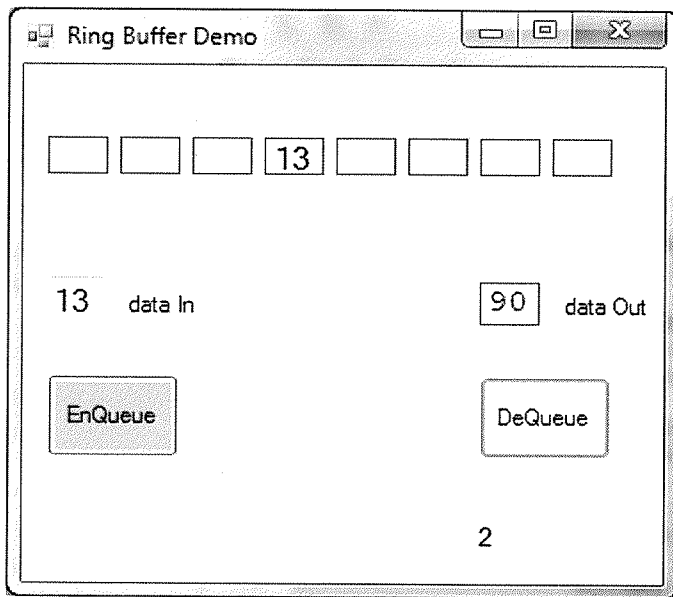 Ring Buffer Demo
13
13 data In 90 data Out
EnQueue DeQueue
2